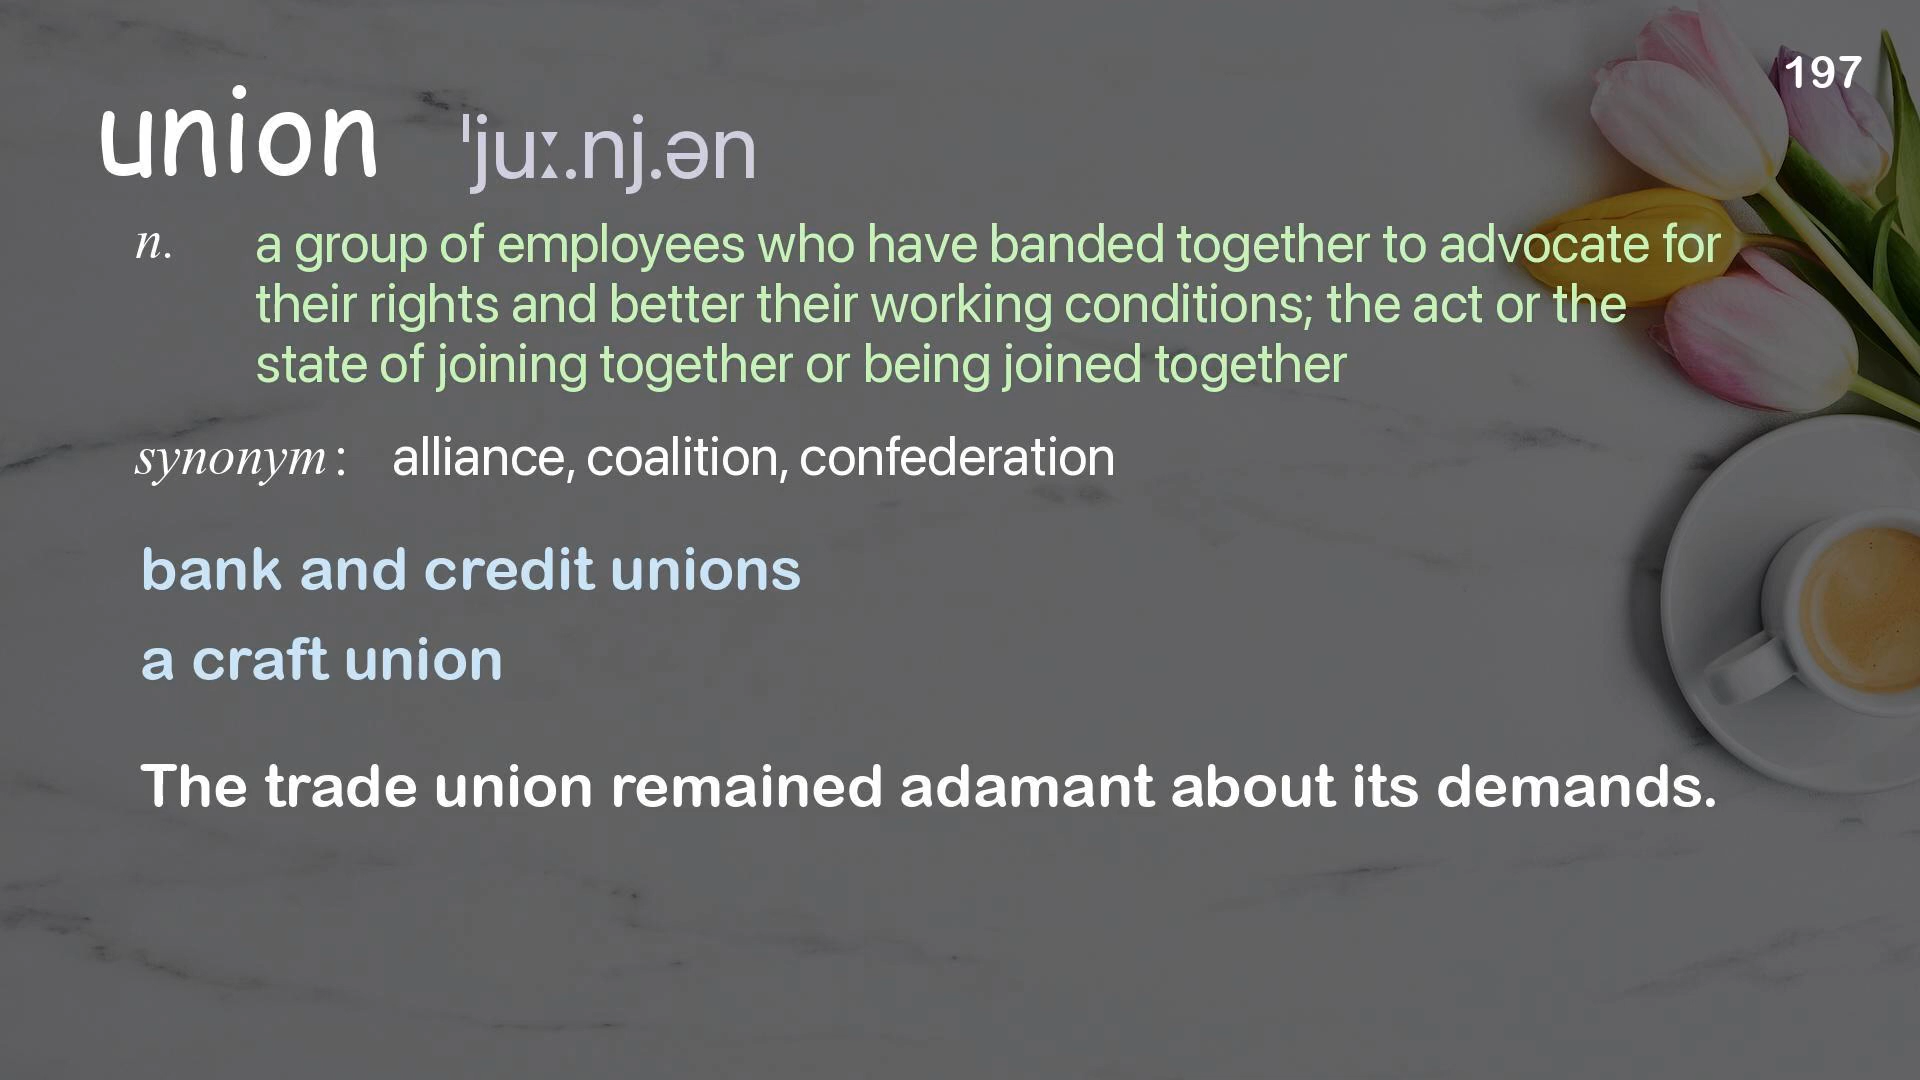 197
union ˈjuː.nj.ən
n. a group of employees who have banded together to advocate for
their rights and better their working conditions; the act or the
state of joining together or being joined together
synonym: alliance, coalition, confederation
bank and credit unions
a craft union
The trade union remained adamant about its demands.